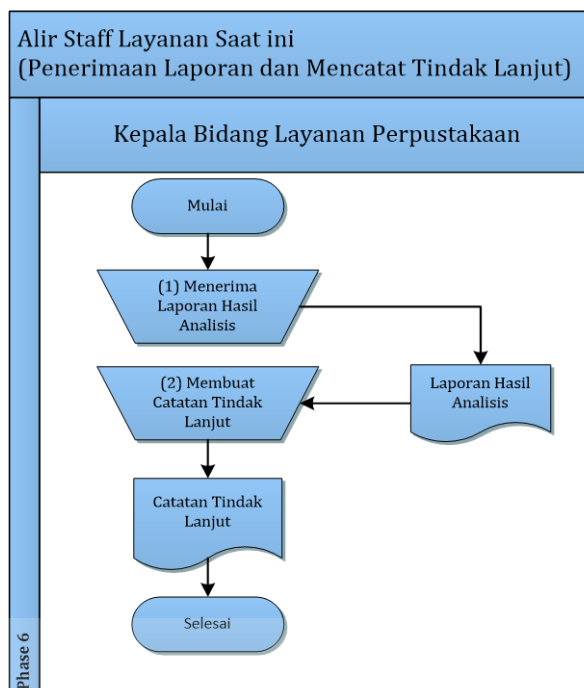 Alir Staff Layanan Saat ini
(Penerimaan Laporan dan Mencatat Tindak Lanjut)
Kepala Bidang Layanan Perpustakaan
Mulai
(1) Menerima
Laporan Hasil
Analisis
Laporan Hasil
Analisis
(2) Membuat
Catatan Tindak
Lanjut
Catatan Tindak
Lanjut
Selesai
Phase 6